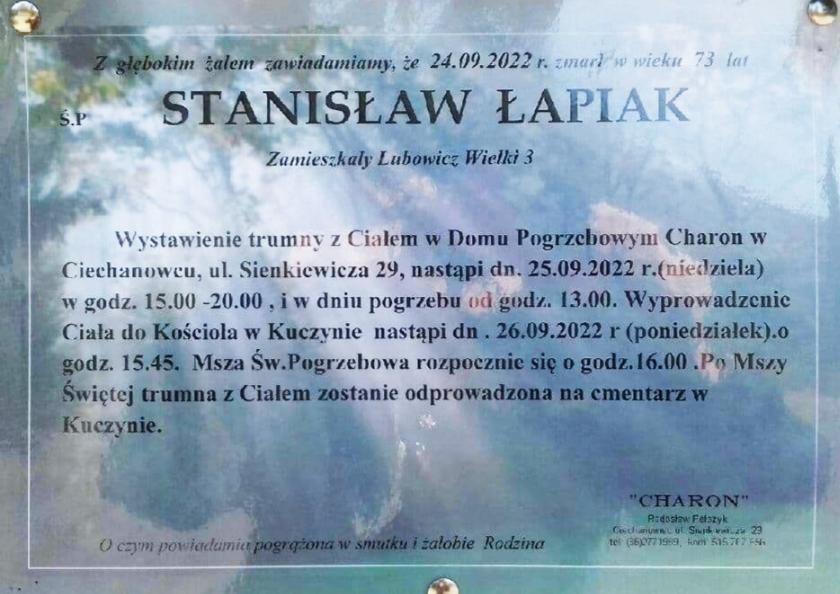 Z głębokim żalem zawiadamiamy, że 24.09.2022 r. zmarł w wieku 73 lat
Ś.P STANISŁAW ŁAPIAK
Zamieszkały Lubowicz Wielki 3
Wystawienie trumny z Ciałem w Domu Pogrzebowym Charon w
Ciechanowcu, ul. Sienkiewicza 29, nastąpi dn. 25.09.2022 r.(niedziela)
w godz. 15.00 -20.00 , i w dniu pogrzebu od godz. 13.00. Wyprowadzenie
Ciała do Kościoła w Kuczynie nastąpi dn . 26.09.2022 r (poniedziałek).o
godz. 15.45. Msza Św.Pogrzebowa rozpocznie się o godz.16.00 .Po Mszy
Świętej trumna z Ciałem zostanie odprowadzona na cmentarz w
Kuczynie.
O czym powiadamia pogrążona w smutku i żałobie Rodzina
"CHARON"
Radosław
Ciechanowiec ul. Sienkiewicza 29